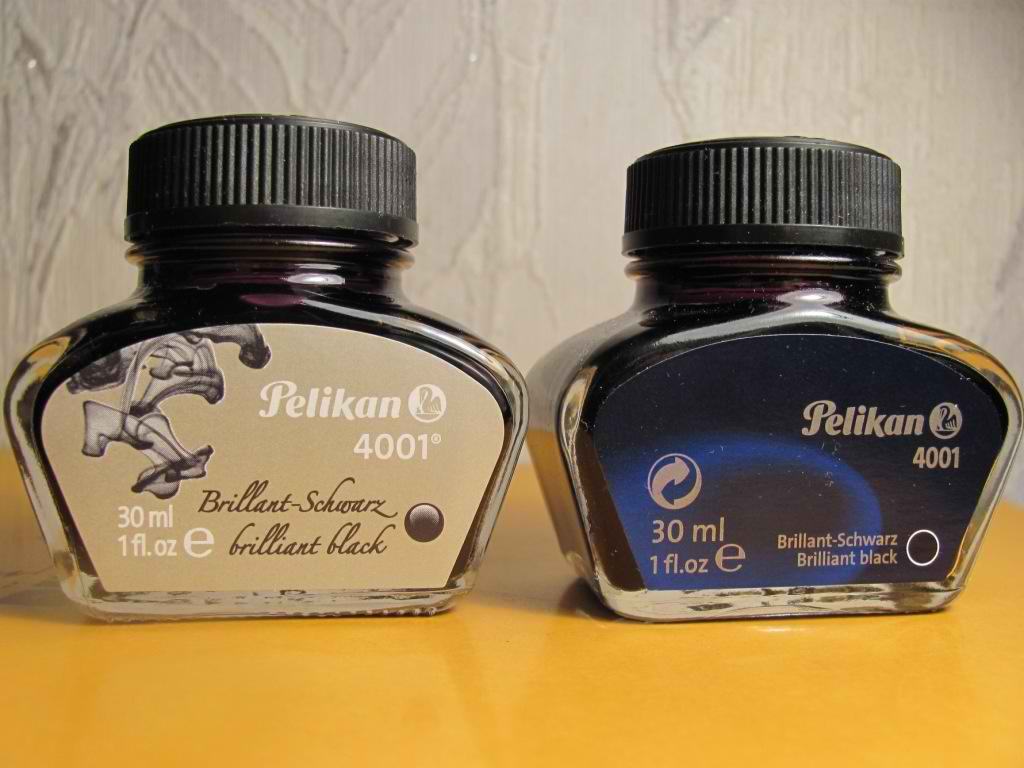 Pelikan
4001®
Brillant-Schwarz
brilliant black
30 ml
1 fl.oz e
Pelikan
4001
30 ml
1 fl.oz e
Brillant-Schwarz
Brilliant black